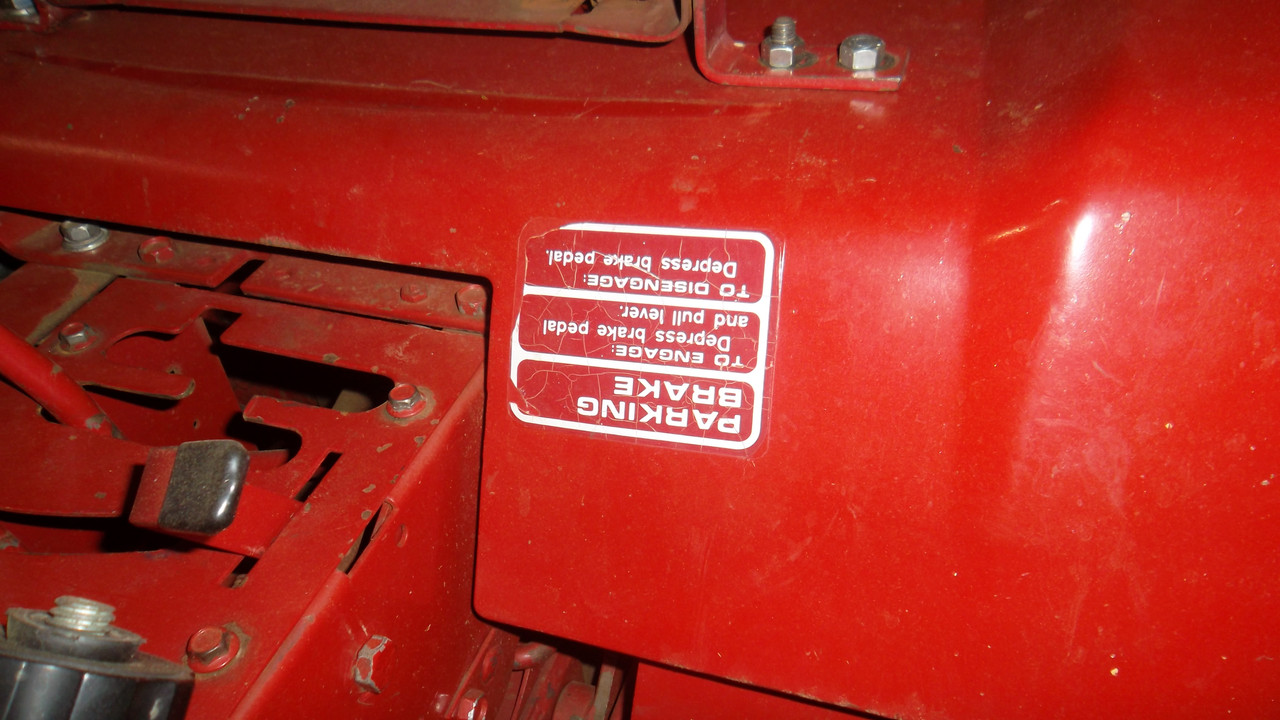 PARKING
BRAKE
TO ENGAGE:
Depress brake pedal
and pull lever.
TO DISENGAGE:
Depress brake pedal.